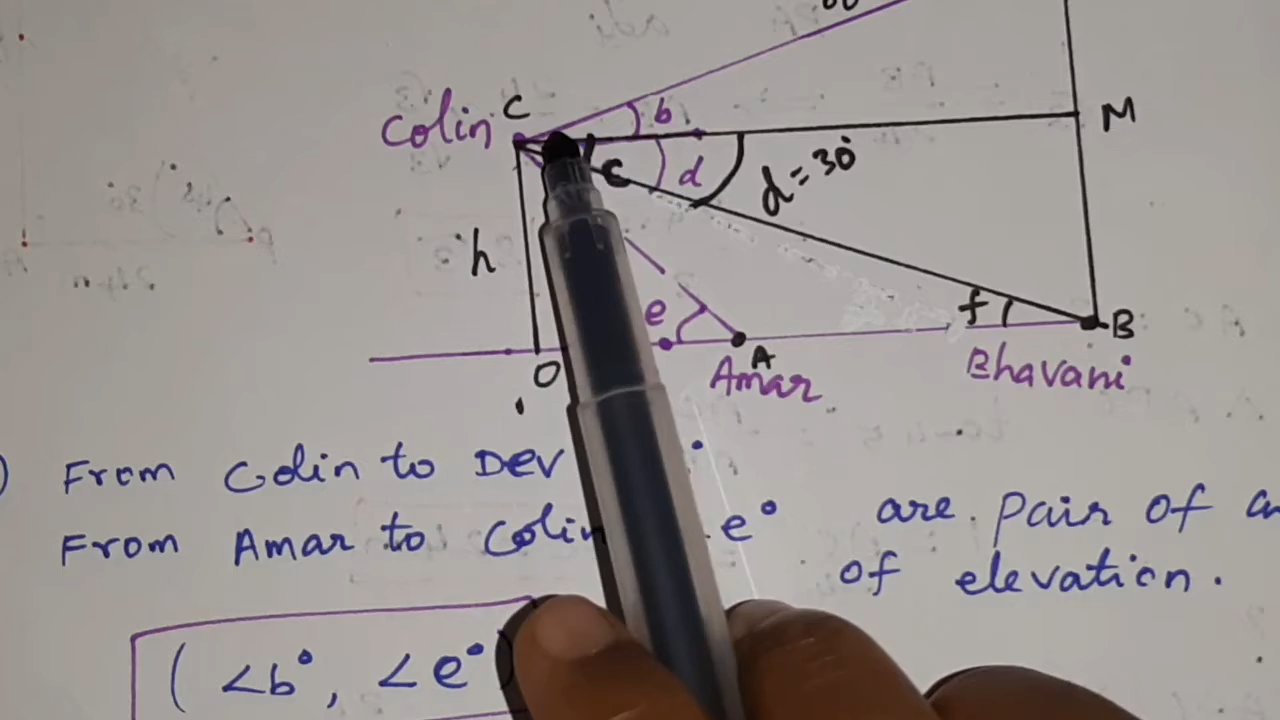 C
Colin
b
M
c
d
d = 30°
h
e
f
B
O
A
Amar
Bhavani
) From Colin to Dev
From Amar to Colin e° are pair of
of elevation.
( ∠b°, ∠e°